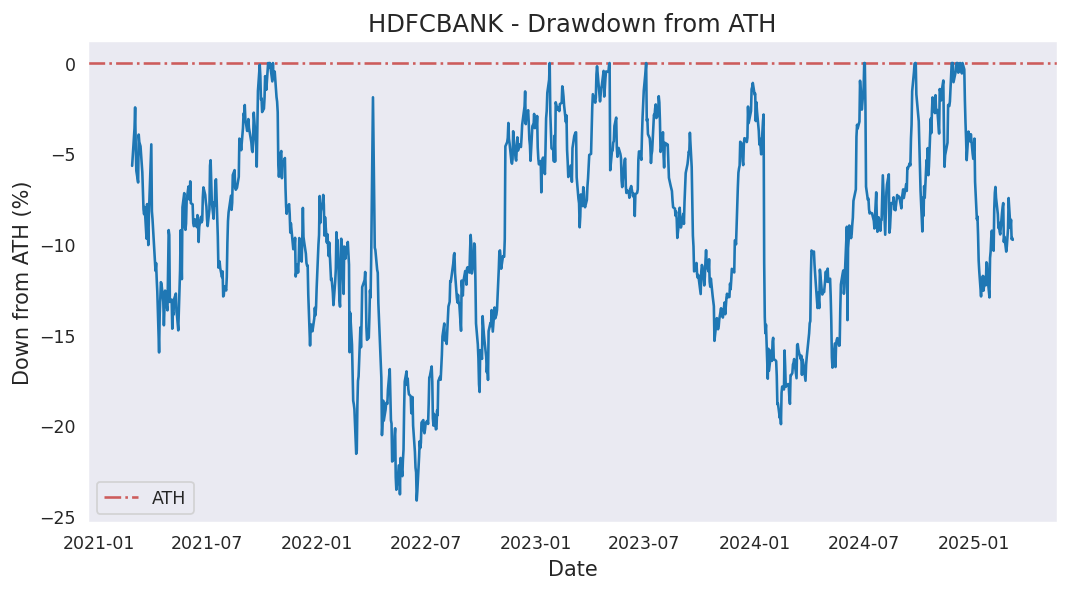 HDFCBANK - Drawdown from ATH
Down from ATH (%)
0
−5
−10
−15
−20
−25
ATH
2021-01 2021-07 2022-01 2022-07 2023-01 2023-07 2024-01 2024-07 2025-01
Date